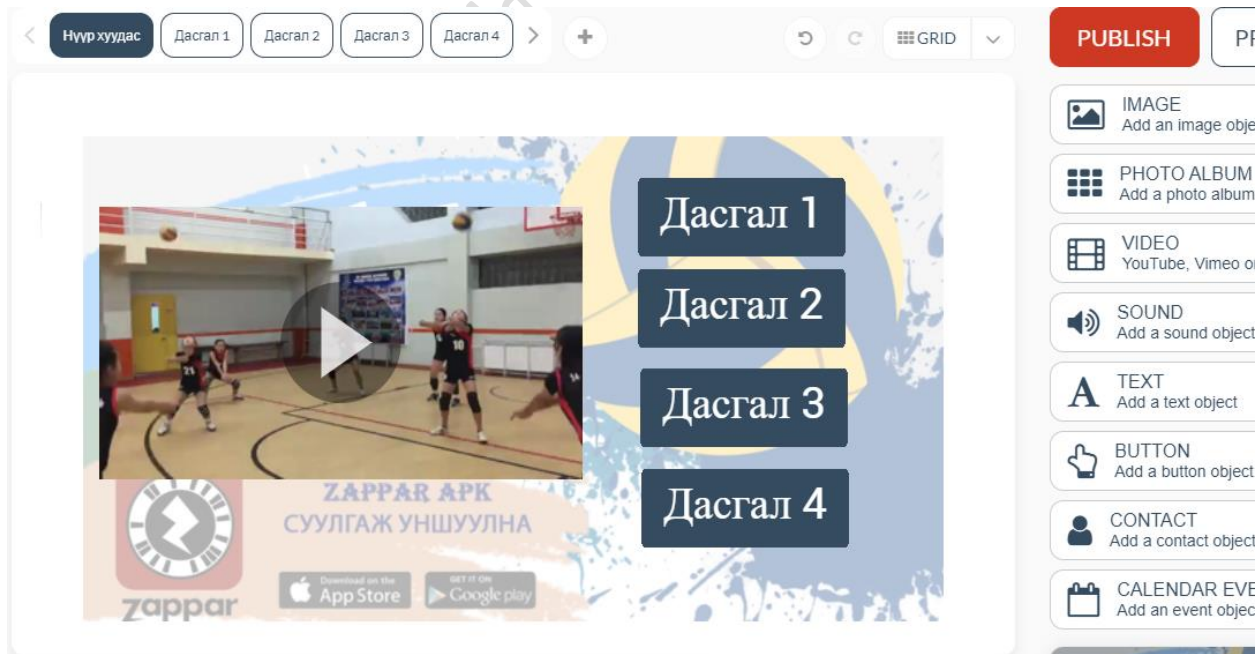 Нүүр хуудас
Дасгал 1
Дасгал 2
Дасгал 3
Дасгал 4
GRID
PUBLISH
IMAGE
Add an image obje
PHOTO ALBUM
Add a photo album
VIDEO
YouTube, Vimeo or
SOUND
Add a sound object
TEXT
Add a text object
BUTTON
Add a button object
CONTACT
Add a contact object
CALENDAR EVE
Add an event objec
Дасгал 1
Дасгал 2
Дасгал 3
Дасгал 4
21
10
ZAPPAR APK
СУУЛГАЖ УНШУУЛНА
zappar
Download on the
App Store
GET IT ON
Google play